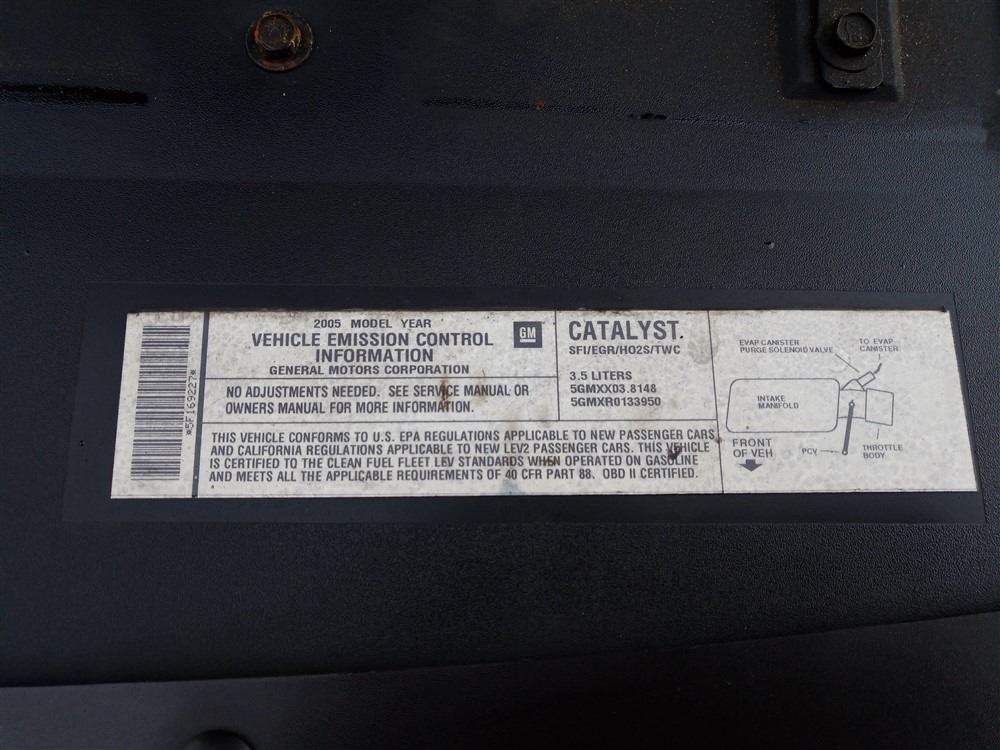 *5F169227*
2005 MODEL YEAR
VEHICLE EMISSION CONTROL
INFORMATION
GENERAL MOTORS CORPORATION
GM
NO ADJUSTMENTS NEEDED. SEE SERVICE MANUAL OR
OWNERS MANUAL FOR MORE INFORMATION.
CATALYST.
SFI/EGR/HO2S/TWC
3.5 LITERS
5GMXX03.8148
5GMXR0133950
THIS VEHICLE CONFORMS TO U.S. EPA REGULATIONS APPLICABLE TO NEW PASSENGER CARS
AND CALIFORNIA REGULATIONS APPLICABLE TO NEW LEV2 PASSENGER CARS. THIS VEHICLE
IS CERTIFIED TO THE CLEAN FUEL FLEET LEV STANDARDS WHEN OPERATED ON GASOLINE
AND MEETS ALL THE APPLICABLE REQUIREMENTS OF 40 CFR PART 88. OBD II CERTIFIED.
EVAP CANISTER
PURGE SOLENOID VALVE
TO EVAP
CANISTER
INTAKE
MANIFOLD
FRONT
OF VEH
PCV
THROTTLE
BODY